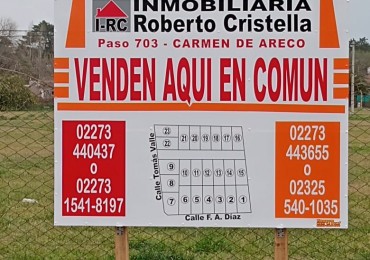 INMOBILIARIA
I-RC Roberto Cristella
Paso 703 - CARMEN DE ARECO
VENDEN AQUI EN COMUN
02273
440437
o
02273
1541-8197
Calle Tomás Valle
23
22 21 20 19 18 17 16
9 10 11 12 13 14 15
8
7 6 5 4 3 2 1
Calle F. A. Díaz
02273
443655
o
02325
540-1035